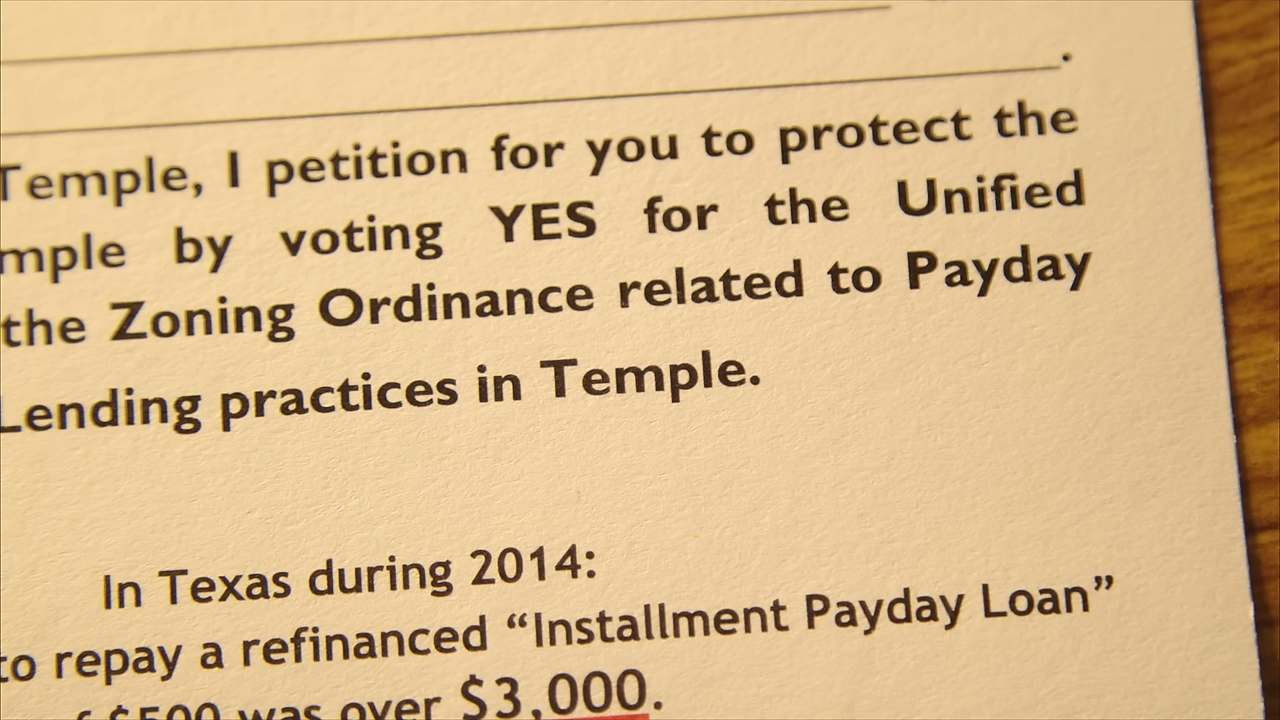 Temple, I petition for you to protect the
mple by voting YES for the Unified
the Zoning Ordinance related to Payday
Lending practices in Temple.
In Texas during 2014:
to repay a refinanced “Installment Payday Loan”
f $500 was over $3,000.